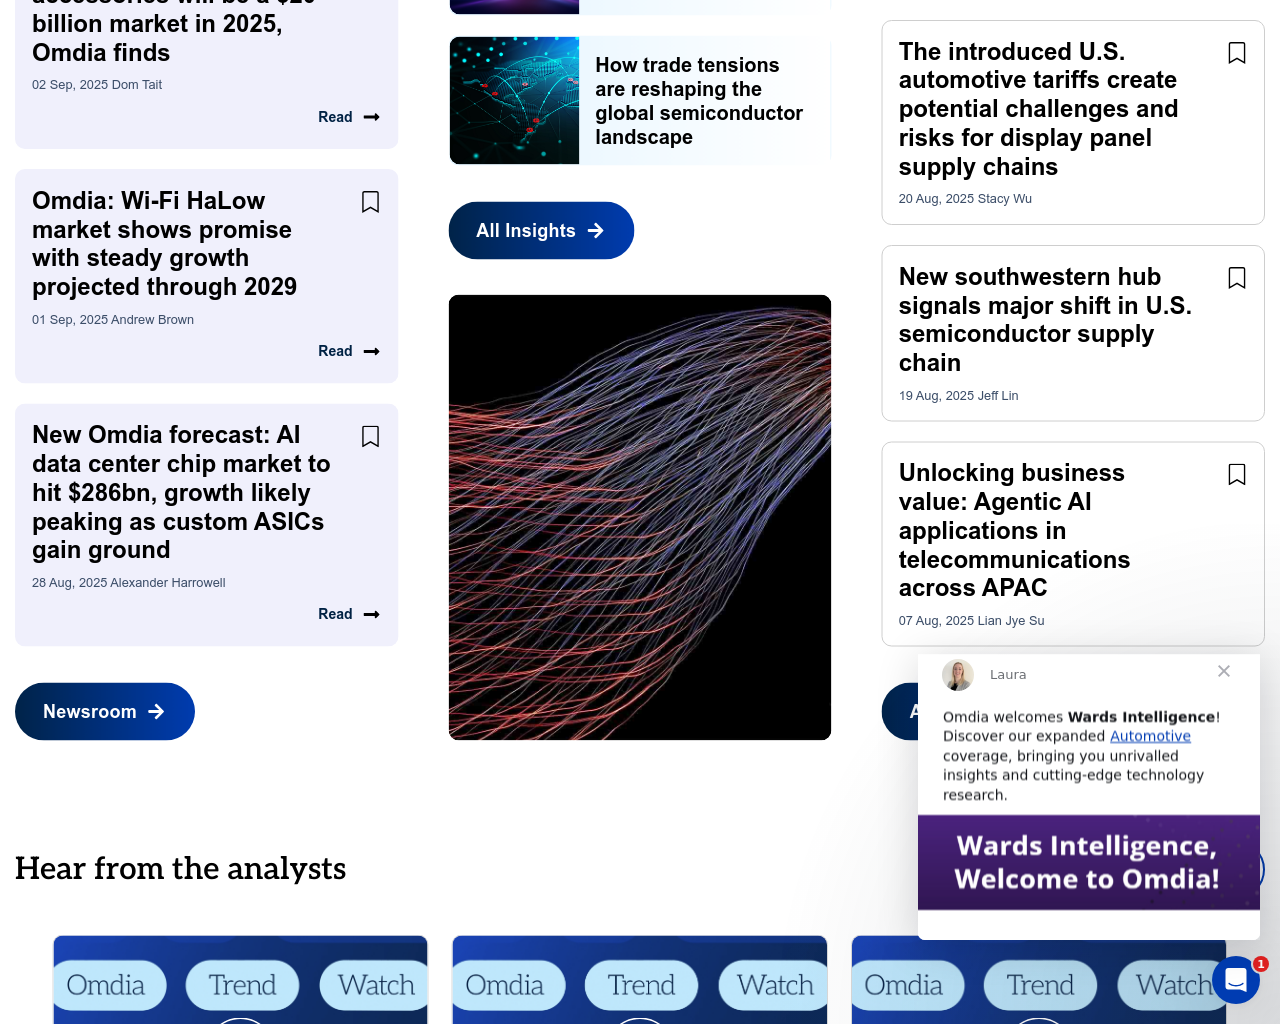 accessories will be a $20
billion market in 2025,
Omdia finds
02 Sep, 2025 Dom Tait
Read
Omdia: Wi-Fi HaLow
market shows promise
with steady growth
projected through 2029
01 Sep, 2025 Andrew Brown
Read
New Omdia forecast: AI
data center chip market to
hit $286bn, growth likely
peaking as custom ASICs
gain ground
28 Aug, 2025 Alexander Harrowell
Read
Newsroom
How trade tensions
are reshaping the
global semiconductor
landscape
All Insights
The introduced U.S.
automotive tariffs create
potential challenges and
risks for display panel
supply chains
20 Aug, 2025 Stacy Wu
New southwestern hub
signals major shift in U.S.
semiconductor supply
chain
19 Aug, 2025 Jeff Lin
Unlocking business
value: Agentic AI
applications in
telecommunications
across APAC
07 Aug, 2025 Lian Jye Su
Laura
Omdia welcomes Wards Intelligence!
Discover our expanded Automotive
coverage, bringing you unrivalled
insights and cutting-edge technology
research.
Wards Intelligence,
Welcome to Omdia!
Hear from the analysts
Omdia Trend Watch
Omdia Trend Watch
Omdia Trend Watch
1